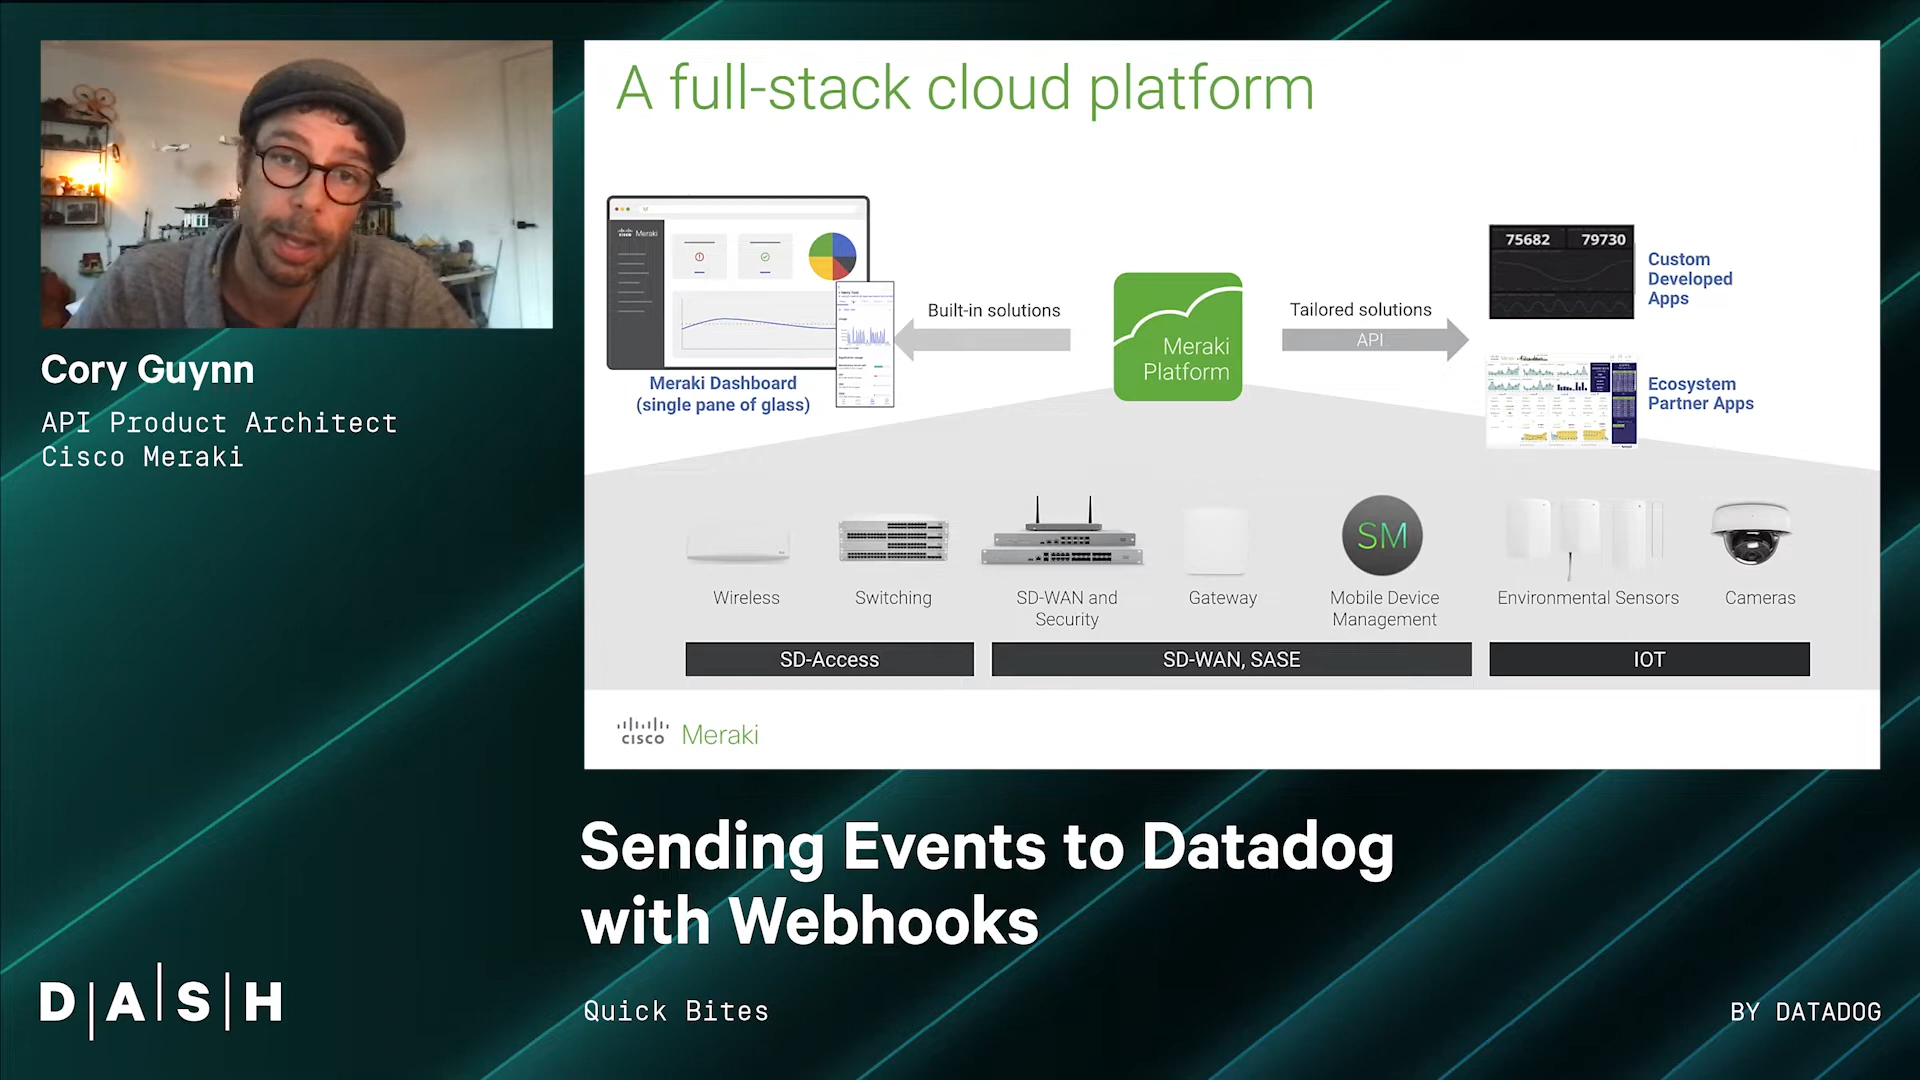 A full-stack cloud platform
Meraki
75682 79730
Custom
Developed
Apps
Built-in solutions
Tailored solutions
API
Meraki
Platform
Meraki Dashboard
(single pane of glass)
Ecosystem
Partner Apps
SM
Wireless
Switching
SD-WAN and
Security
Gateway
Mobile Device
Management
Environmental Sensors
Cameras
SD-Access
SD-WAN, SASE
IOT
CISCO Meraki
Cory Guynn
API Product Architect
Cisco Meraki
Sending Events to Datadog
with Webhooks
D|A|S|H
Quick Bites
BY DATADOG